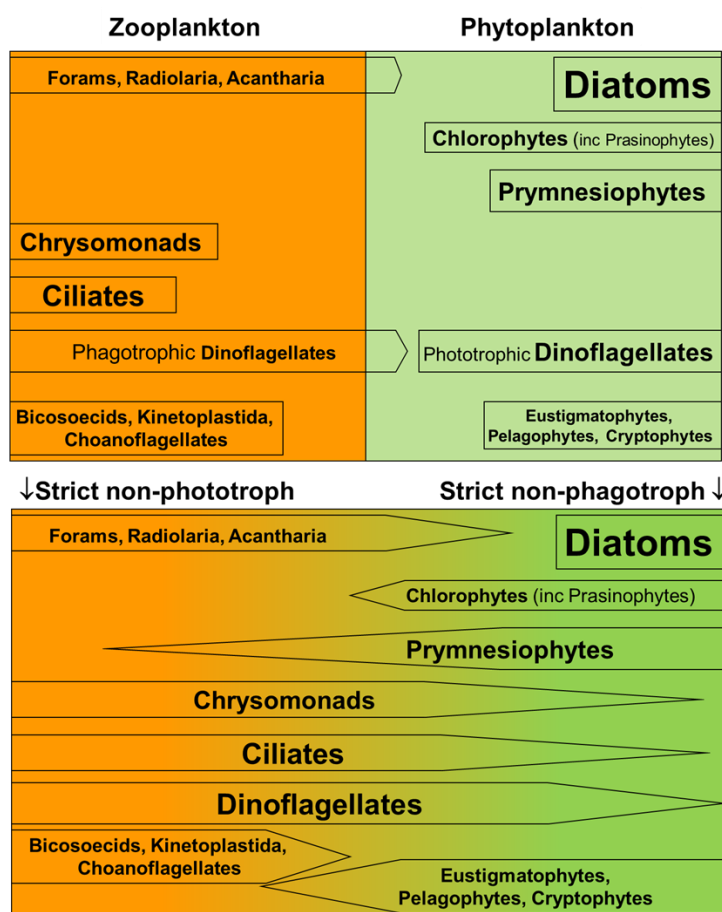 Zooplankton
Phytoplankton
Forams, Radiolaria, Acantharia
Diatoms
Chlorophytes (inc Prasinophytes)
Prymnesiophytes
Chrysomonads
Ciliates
Phagotrophic Dinoflagellates
Phototrophic Dinoflagellates
Bicosoecids, Kinetoplastida,
Choanoflagellates
Eustigmatophytes,
Pelagophytes, Cryptophytes
↓Strict non-phototroph
Strict non-phagotroph ↓
Forams, Radiolaria, Acantharia
Diatoms
Chlorophytes (inc Prasinophytes)
Prymnesiophytes
Chrysomonads
Ciliates
Dinoflagellates
Bicosoecids, Kinetoplastida,
Choanoflagellates
Eustigmatophytes,
Pelagophytes, Cryptophytes